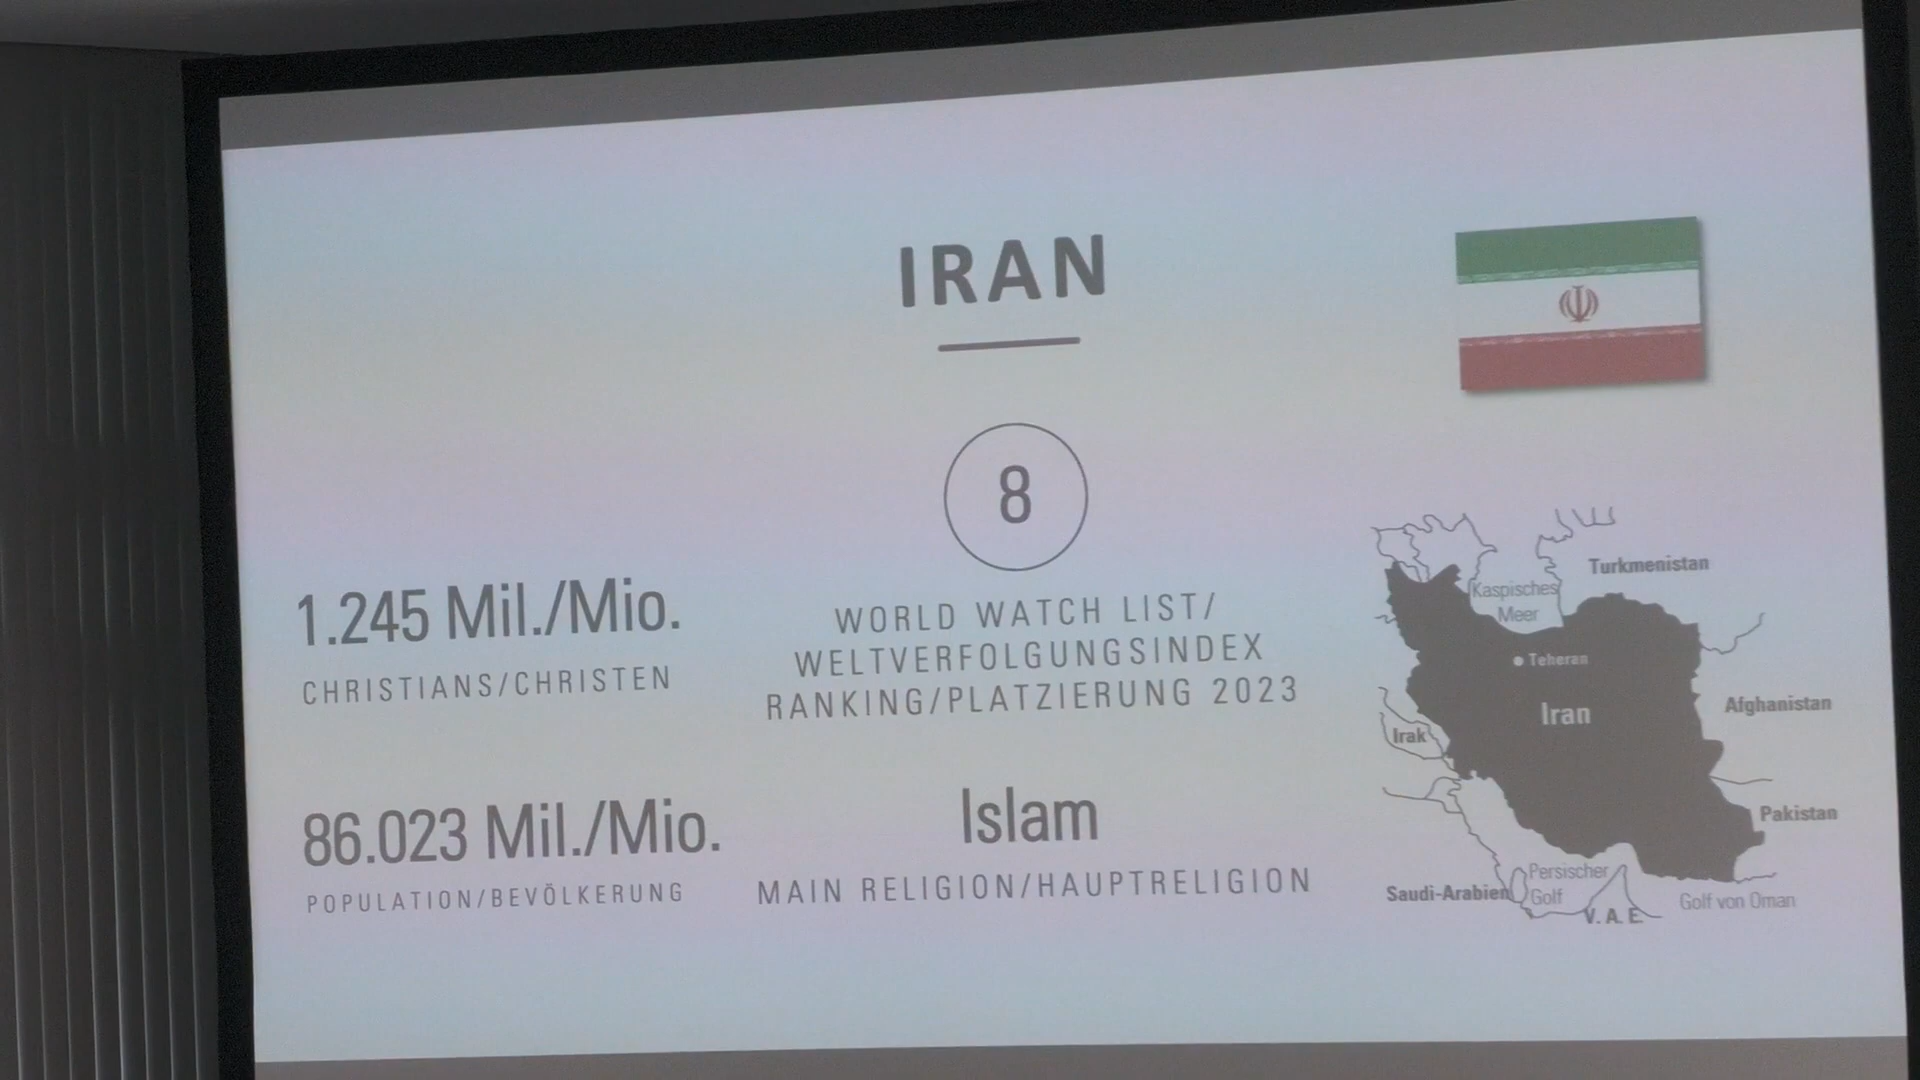 IRAN
8
1.245 Mil./Mio.
CHRISTIANS/CHRISTEN
WORLD WATCH LIST/
WELTVERFOLGUNGSINDEX
RANKING/PLATZIERUNG 2023
86.023 Mil./Mio.
POPULATION/BEVÖLKERUNG
Islam
MAIN RELIGION/HAUPTRELIGION
Turkmenistan
Kaspisches
Meer
Teheran
Iran
Afghanistan
Irak
Pakistan
Persischer
Golf
Saudi-Arabien
V. A. E.
Golf von Oman